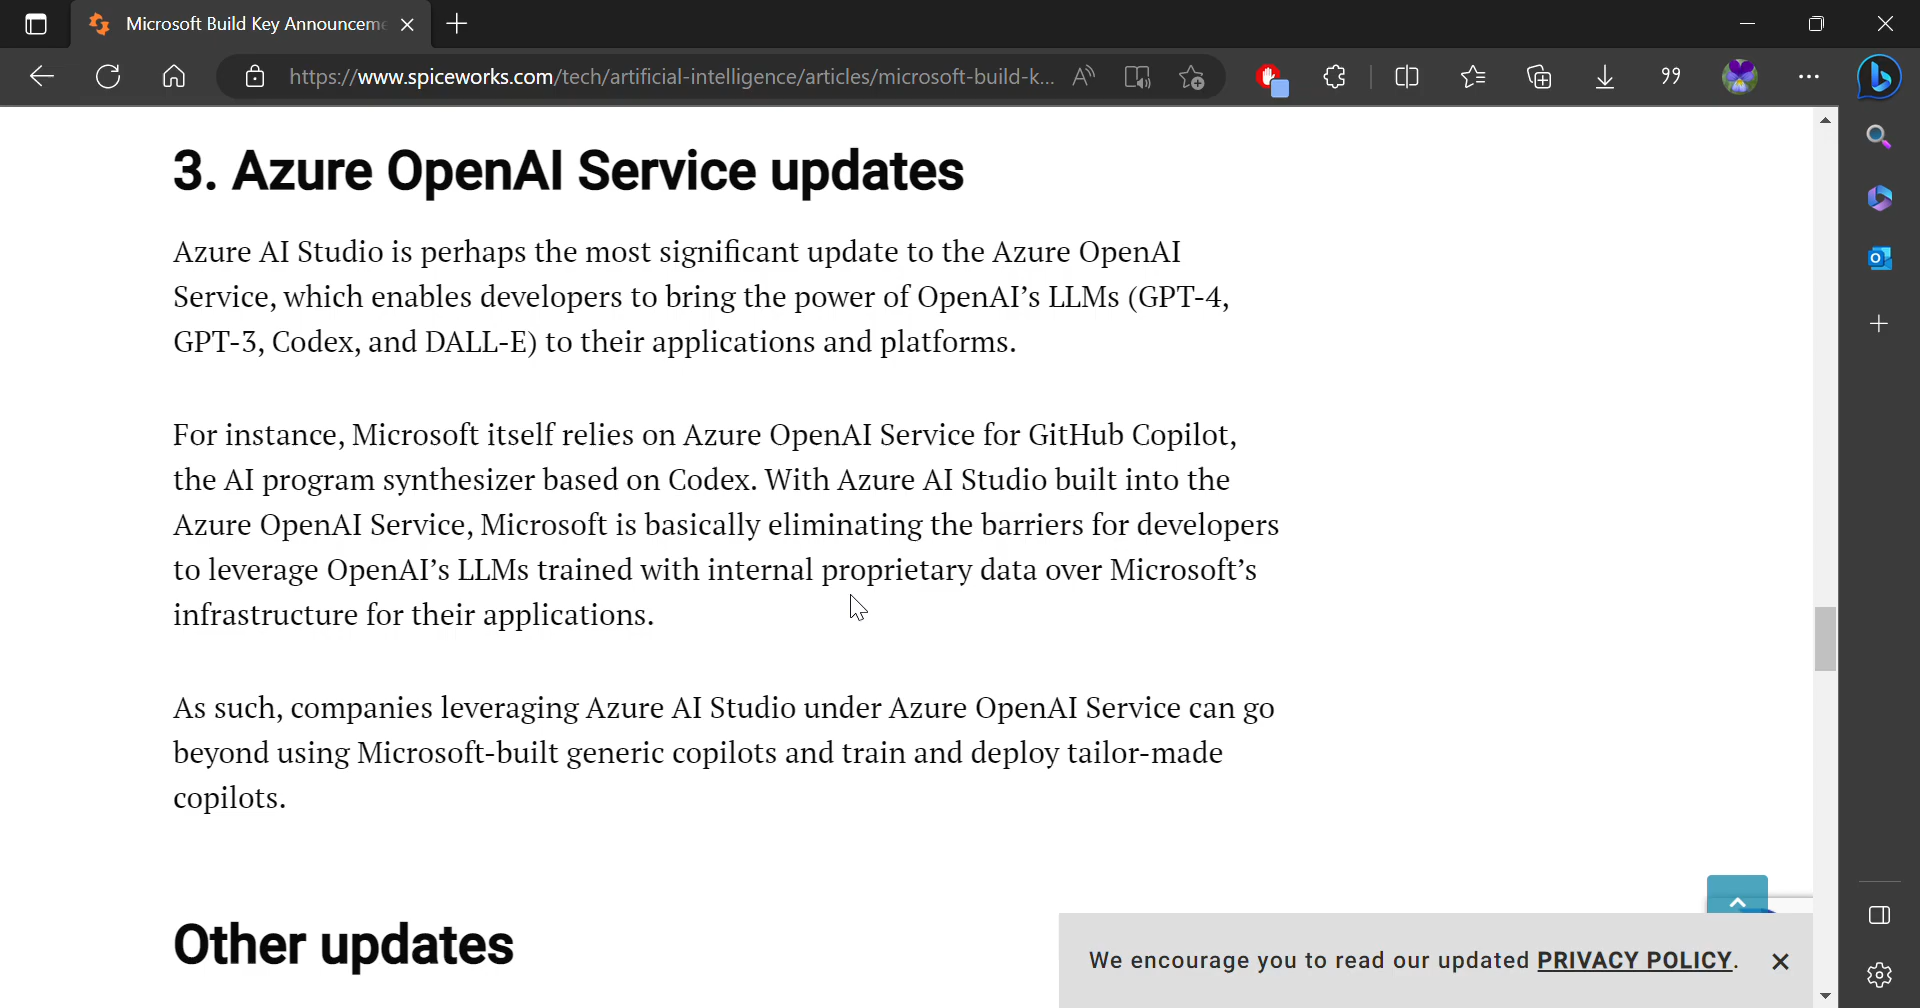 Microsoft Build Key Announceme
https://www.spiceworks.com/tech/artificial-intelligence/articles/microsoft-build-k...
3. Azure OpenAI Service updates
Azure AI Studio is perhaps the most significant update to the Azure OpenAI
Service, which enables developers to bring the power of OpenAI’s LLMs (GPT-4,
GPT-3, Codex, and DALL-E) to their applications and platforms.
For instance, Microsoft itself relies on Azure OpenAI Service for GitHub Copilot,
the AI program synthesizer based on Codex. With Azure AI Studio built into the
Azure OpenAI Service, Microsoft is basically eliminating the barriers for developers
to leverage OpenAI’s LLMs trained with internal proprietary data over Microsoft’s
infrastructure for their applications.
As such, companies leveraging Azure AI Studio under Azure OpenAI Service can go
beyond using Microsoft-built generic copilots and train and deploy tailor-made
copilots.
Other updates
We encourage you to read our updated PRIVACY POLICY.